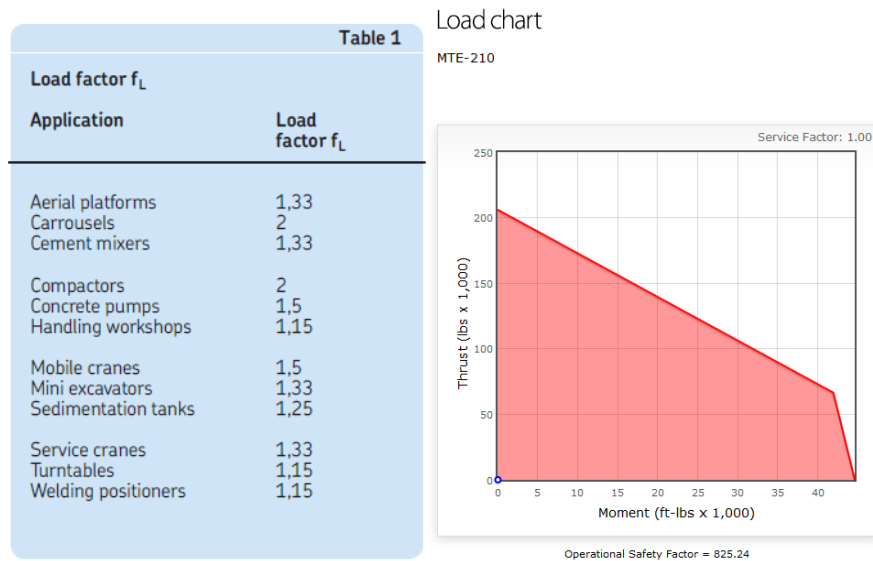 Table 1
Load factor fL
Application Load
factor fL
Aerial platforms 1,33
Carrousels 2
Cement mixers 1,33
Compactors 2
Concrete pumps 1,5
Handling workshops 1,15
Mobile cranes 1,5
Mini excavators 1,33
Sedimentation tanks 1,25
Service cranes 1,33
Turntables 1,15
Welding positioners 1,15
Load chart
MTE-210
Service Factor: 1.00
250
200
150
100
50
0
Thrust (lbs x 1,000)
0 5 10 15 20 25 30 35 40
Moment (ft-lbs x 1,000)
Operational Safety Factor = 825.24